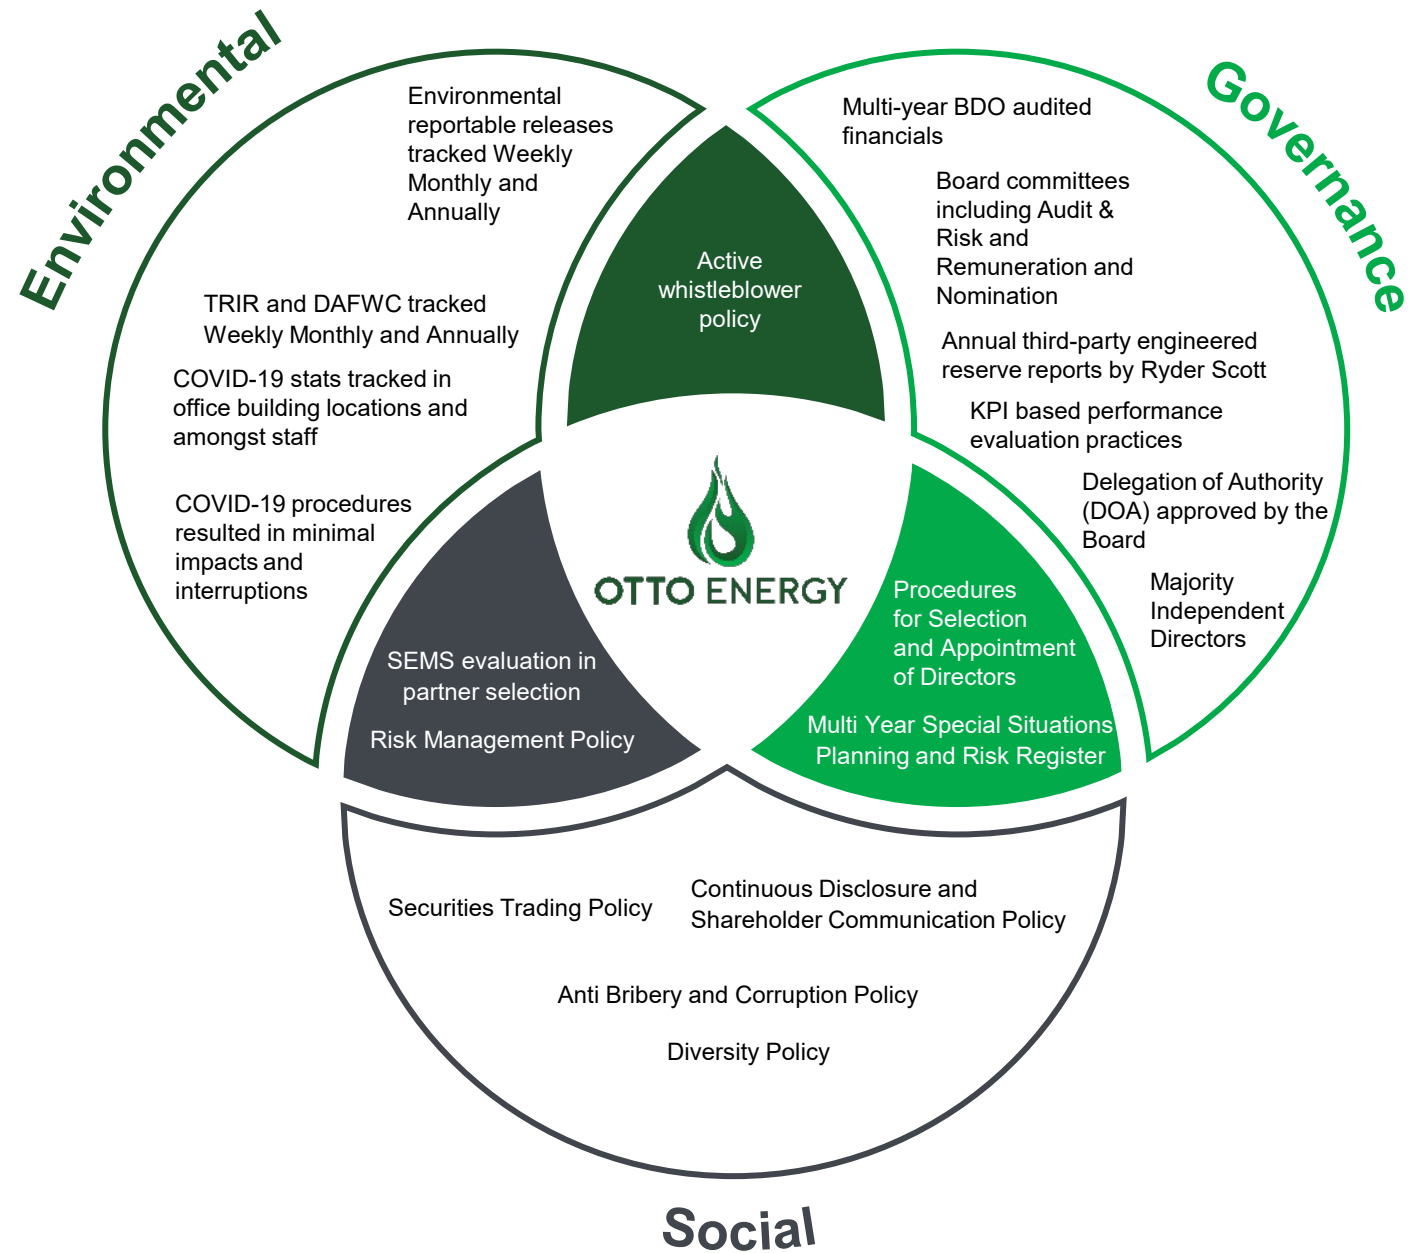 Environmental
Governance
Environmental
reportable releases
tracked Weekly
Monthly and
Annually
TRIR and DAFWC tracked
Weekly Monthly and Annually
COVID-19 stats tracked in
office building locations and
amongst staff
COVID-19 procedures
resulted in minimal
impacts and
interruptions
Active
whistleblower
policy
Multi-year BDO audited
financials
Board committees
including Audit &
Risk and
Remuneration and
Nomination
Annual third-party engineered
reserve reports by Ryder Scott
KPI based performance
evaluation practices
Delegation of Authority
(DOA) approved by the
Board
Majority
Independent
Directors
OTTO ENERGY
SEMS evaluation in
partner selection
Risk Management Policy
Procedures
for Selection
and Appointment
of Directors
Multi Year Special Situations
Planning and Risk Register
Securities Trading Policy
Continuous Disclosure and
Shareholder Communication Policy
Anti Bribery and Corruption Policy
Diversity Policy
Social